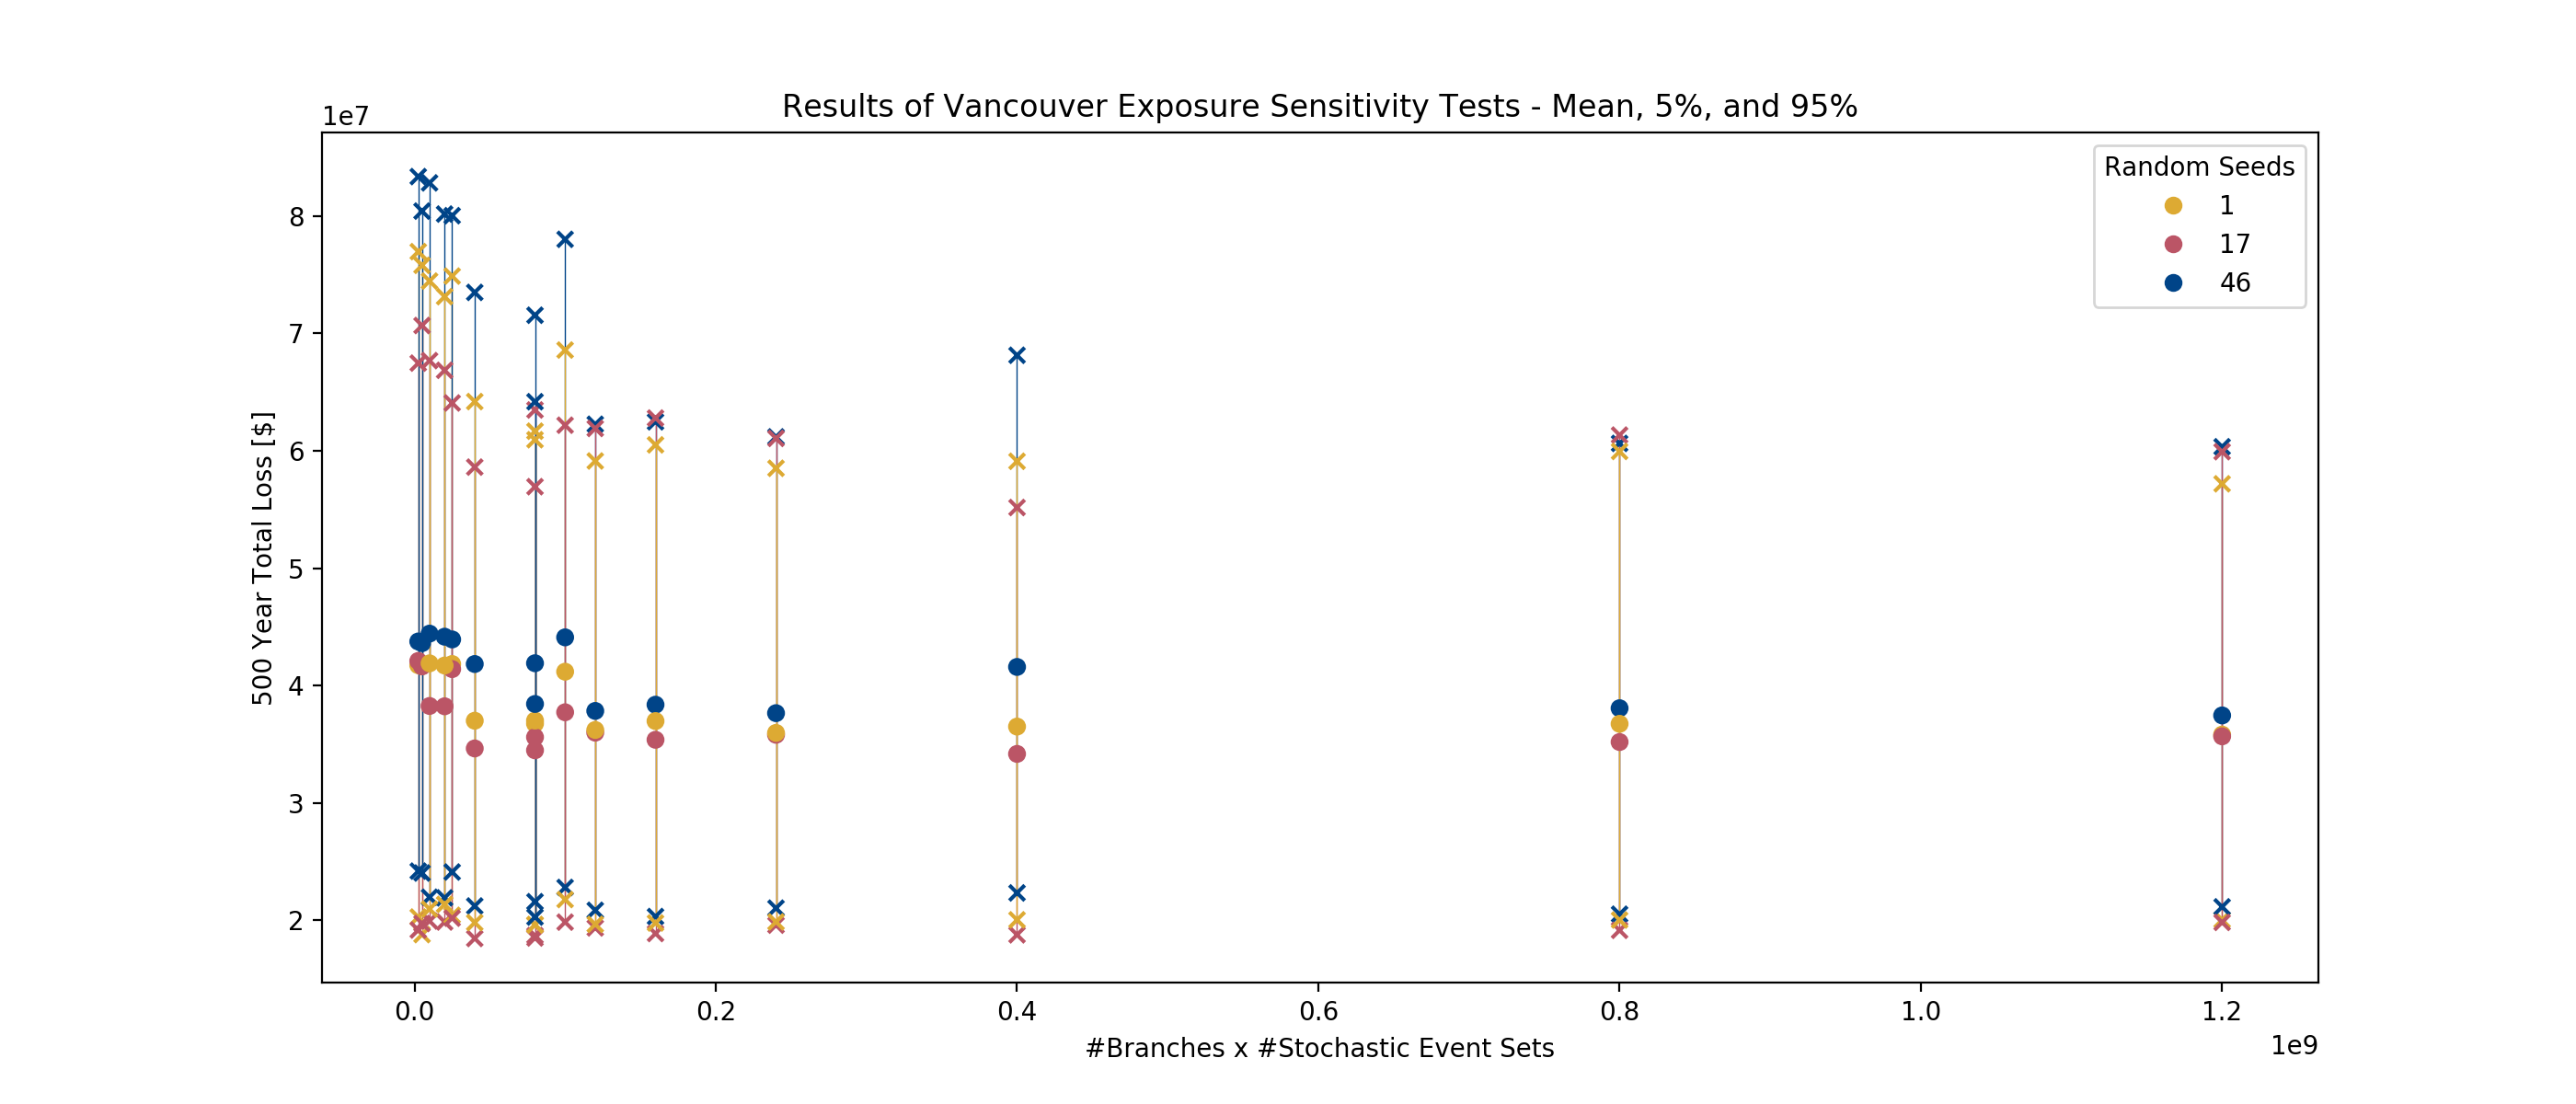 Results of Vancouver Exposure Sensitivity Tests - Mean, 5%, and 95%
1e7
Random Seeds
1
17
46
8
7
6
5
4
3
2
500 Year Total Loss [$]
0.0 0.2 0.4 0.6 0.8 1.0 1.2
#Branches x #Stochastic Event Sets
1e9